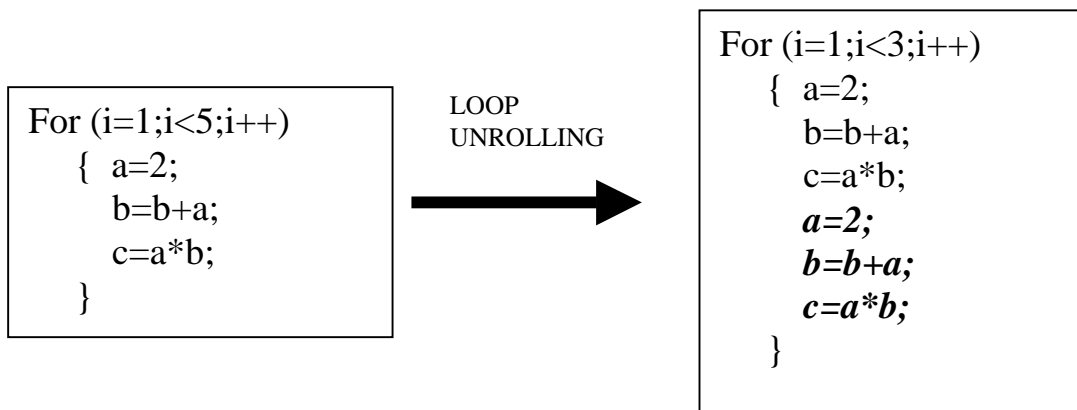 For (i=1;i<5;i++)
{ a=2;
b=b+a;
c=a*b;
}
LOOP
UNROLLING
For (i=1;i<3;i++)
{ a=2;
b=b+a;
c=a*b;
a=2;
b=b+a;
c=a*b;
}